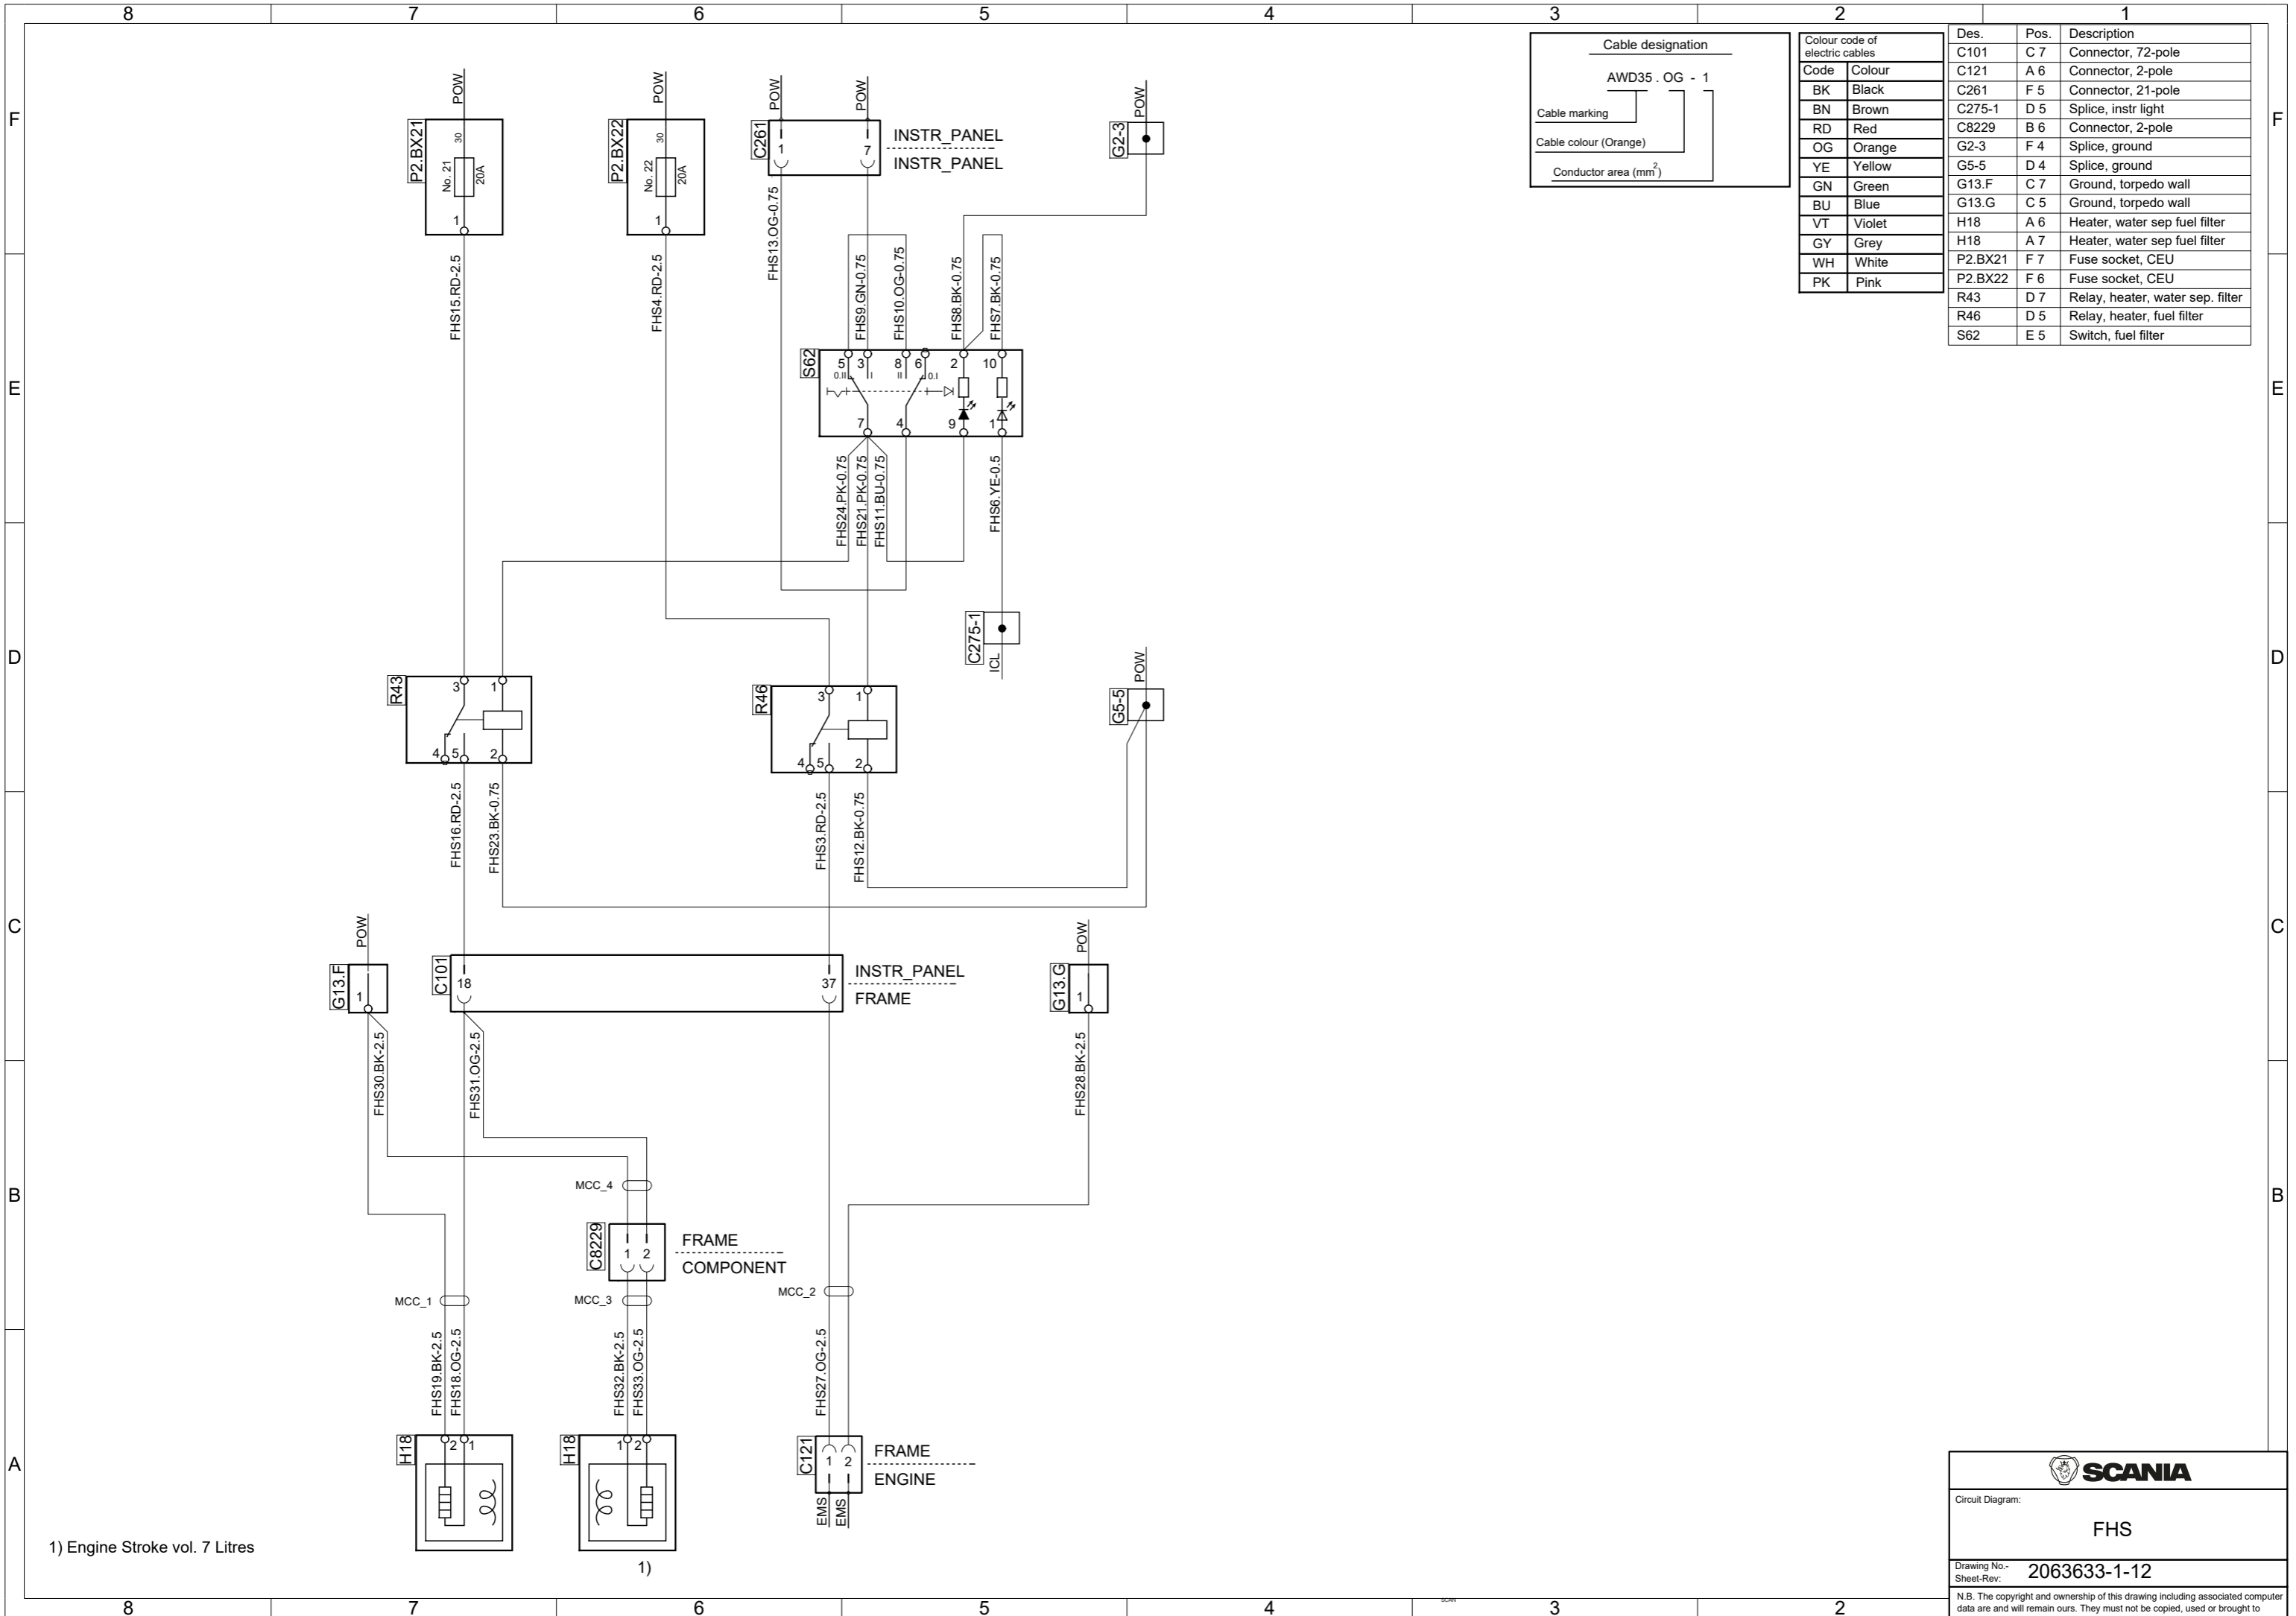 8 7 6 5 4 3 2 1
F
E
D
C
B
A
F
E
D
C
B
A
Cable designation
AWD35 . OG - 1
Cable marking
Cable colour (Orange)
Conductor area (mm²)
Colour code of
electric cables
Code Colour
BK Black
BN Brown
RD Red
OG Orange
YE Yellow
GN Green
BU Blue
VT Violet
GY Grey
WH White
PK Pink
Des. Pos. Description
C101 C 7 Connector, 72-pole
C121 A 6 Connector, 2-pole
C261 F 5 Connector, 21-pole
C275-1 D 5 Splice, instr light
C8229 B 6 Connector, 2-pole
G2-3 F 4 Splice, ground
G5-5 D 4 Splice, ground
G13.F C 7 Ground, torpedo wall
G13.G C 5 Ground, torpedo wall
H18 A 6 Heater, water sep fuel filter
H18 A 7 Heater, water sep fuel filter
P2.BX21 F 7 Fuse socket, CEU
P2.BX22 F 6 Fuse socket, CEU
R43 D 7 Relay, heater, water sep. filter
R46 D 5 Relay, heater, fuel filter
S62 E 5 Switch, fuel filter
POW
P2.BX21
30
No. 21
20A
1
POW
P2.BX22
30
No. 22
20A
1
POW
POW
C261
1 7
INSTR_PANEL
INSTR_PANEL
POW
G2-3
FHS15.RD-2.5
FHS4.RD-2.5
FHS13.OG-0.75
FHS9.GN-0.75
FHS10.OG-0.75
FHS8.BK-0.75
FHS7.BK-0.75
S62
5 3 8 6 2 10
0.II I II 0.I
7 4 9 1
FHS24.PK-0.75
FHS21.PK-0.75
FHS11.BU-0.75
FHS6.YE-0.5
C275-1
ICL
R43
3 1
4 5 2
R46
3 1
4 5 2
POW
G5-5
FHS16.RD-2.5
FHS23.BK-0.75
FHS3.RD-2.5
FHS12.BK-0.75
POW
G13.F
1
C101
18 37
INSTR_PANEL
FRAME
POW
G13.G
1
FHS30.BK-2.5
FHS31.OG-2.5
FHS28.BK-2.5
MCC_4
C8229
1 2
FRAME
COMPONENT
MCC_1
MCC_3
MCC_2
FHS19.BK-2.5
FHS18.OG-2.5
FHS32.BK-2.5
FHS33.OG-2.5
FHS27.OG-2.5
H18
2 1
H18
1 2
C121
1 2
FRAME
ENGINE
EMS
EMS
1) Engine Stroke vol. 7 Litres
1)
SCANIA
Circuit Diagram:
FHS
Drawing No.-
Sheet-Rev: 2063633-1-12
N.B. The copyright and ownership of this drawing including associated computer
data are and will remain ours. They must not be copied, used or brought to
8 7 6 5 4 SCAN 3 2